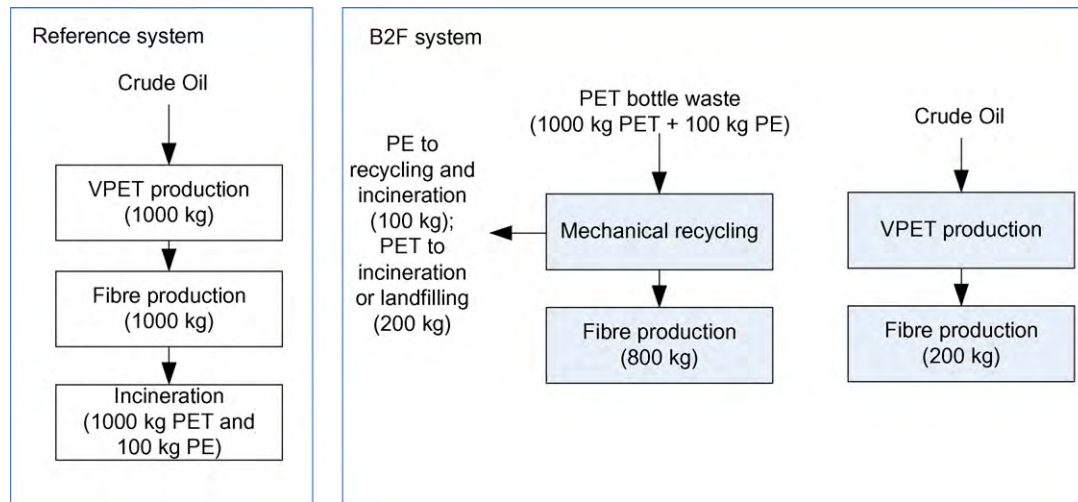 Reference system
Crude Oil
VPET production
(1000 kg)
Fibre production
(1000 kg)
Incineration
(1000 kg PET and
100 kg PE)
B2F system
PE to
recycling and
incineration
(100 kg);
PET to
incineration
or landfilling
(200 kg)
PET bottle waste
(1000 kg PET + 100 kg PE)
Mechanical recycling
Fibre production
(800 kg)
Crude Oil
VPET production
Fibre production
(200 kg)